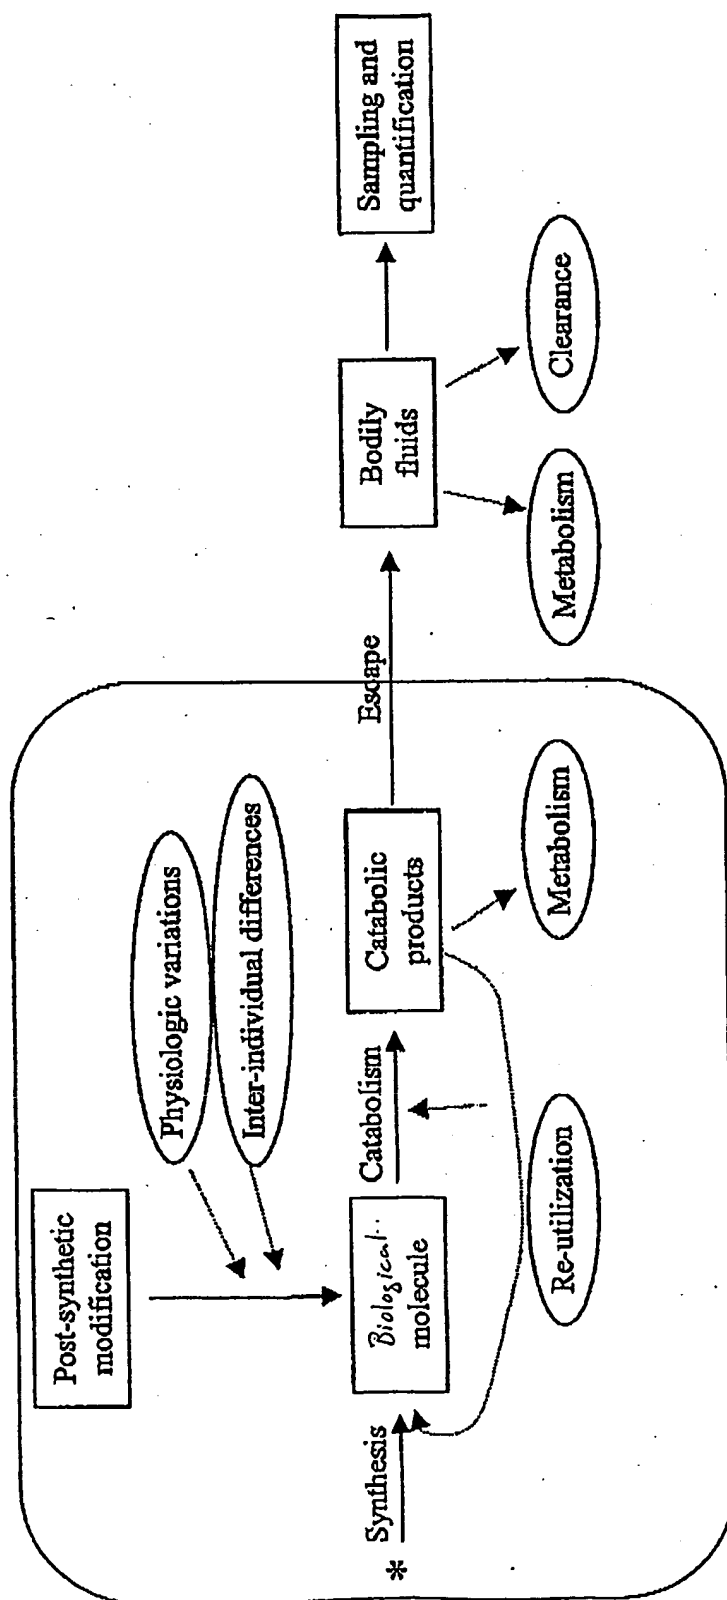 Post-synthetic
modification
Physiologic variations
Inter-individual differences
*
Synthesis
Biological
molecule
Catabolism
Catabolic
products
Escape
Bodily
fluids
Sampling and
quantification
Re-utilization
Metabolism
Metabolism
Clearance